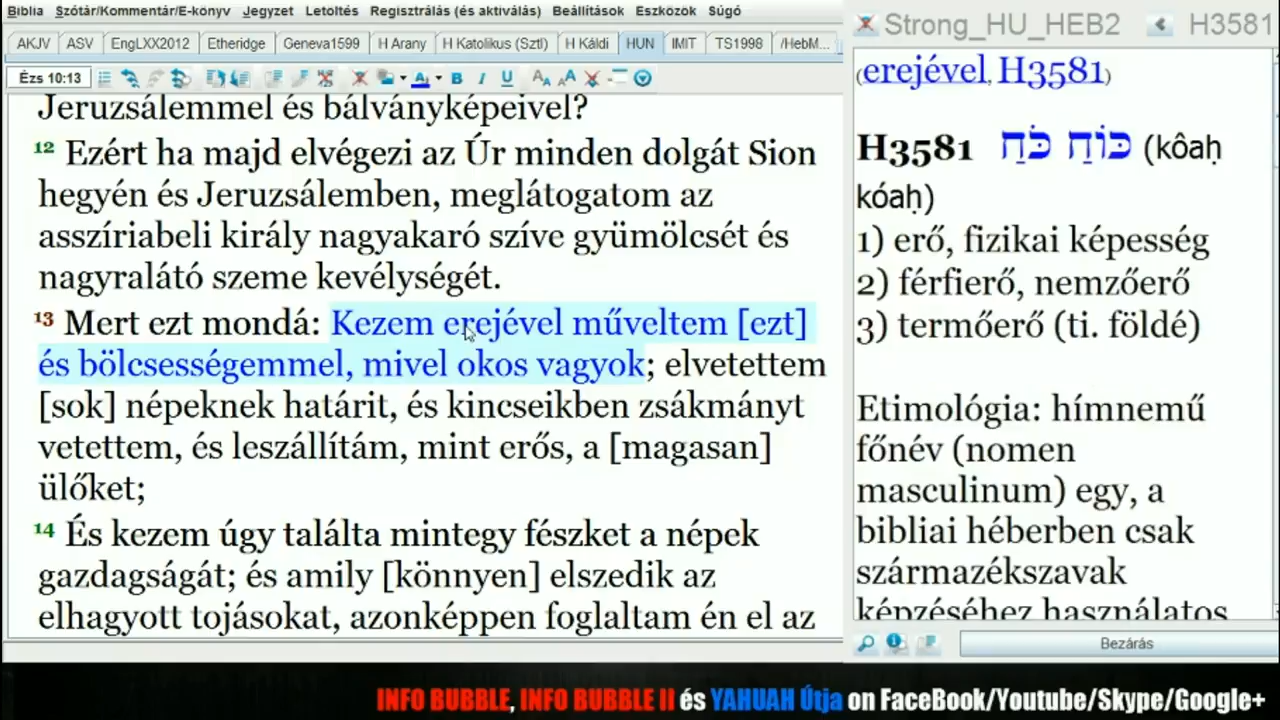 Biblia Szótár/Kommentár/E-könyv Jegyzet Letöltés Regisztrálás (és aktiválás) Beállítások Eszközök Súgó
AKJV ASV EngLXX2012 Etheridge Geneva1599 H Arany H Katolikus (Sztl) H Káldi HUN IMIT TS1998 /HebM...
Ézs 10:13
Jeruzsálemmel és bálványképeivel?
12 Ezért ha majd elvégezi az Úr minden dolgát Sion
hegyén és Jeruzsálemben, meglátogatom az
asszíriabeli király nagyakaró szíve gyümölcsét és
nagyralátó szeme kevélységét.
13 Mert ezt mondá: Kezem erejével műveltem [ezt]
és bölcsességemmel, mivel okos vagyok; elvetettem
[sok] népeknek határit, és kincseikben zsákmányt
vetettem, és leszállítám, mint erős, a [magasan]
ülőket;
14 És kezem úgy találta mintegy fészket a népek
gazdagságát; és amily [könnyen] elszedik az
elhagyott tojásokat, azonképpen foglaltam én el az
Strong_HU_HEB2 H3581
(erejével, H3581)
H3581 כּוֹחַ כֹּחַ (kôaḥ
kóaḥ)
1) erő, fizikai képesség
2) férfierő, nemzőerő
3) termőerő (ti. földé)
Etimológia: hímnemű
főnév (nomen
masculinum) egy, a
bibliai héberben csak
származékszavak
képzéséhez használatos
Bezárás
INFO BUBBLE, INFO BUBBLE II és YAHUAH Útja on FaceBook/Youtube/Skype/Google+